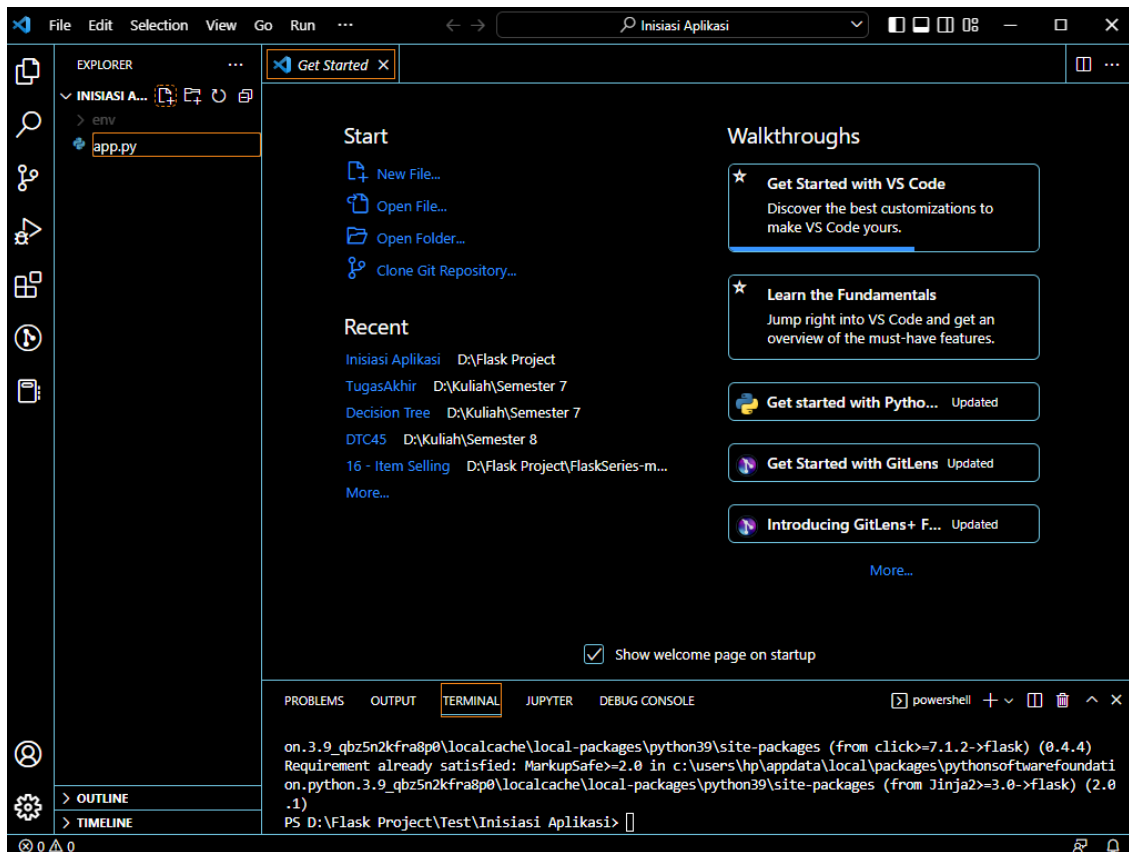 File Edit Selection View Go Run ··· Inisiasi Aplikasi
EXPLORER ···
INISIASI A...
env
app.py
Get Started
Start
New File...
Open File...
Open Folder...
Clone Git Repository...
Recent
Inisiasi Aplikasi D:\Flask Project
TugasAkhir D:\Kuliah\Semester 7
Decision Tree D:\Kuliah\Semester 7
DTC45 D:\Kuliah\Semester 8
16 - Item Selling D:\Flask Project\FlaskSeries-m...
More...
Walkthroughs
Get Started with VS Code
Discover the best customizations to
make VS Code yours.
Learn the Fundamentals
Jump right into VS Code and get an
overview of the must-have features.
Get started with Pytho... Updated
Get Started with GitLens Updated
Introducing GitLens+ F... Updated
More...
Show welcome page on startup
PROBLEMS OUTPUT TERMINAL JUPYTER DEBUG CONSOLE powershell
on.3.9_qbz5n2kfra8p0\localcache\local-packages\python39\site-packages (from click>=7.1.2->flask) (0.4.4)
Requirement already satisfied: MarkupSafe>=2.0 in c:\users\hp\appdata\local\packages\pythonsoftwarefoundati
on.python.3.9_qbz5n2kfra8p0\localcache\local-packages\python39\site-packages (from Jinja2>=3.0->flask) (2.0
.1)
PS D:\Flask Project\Test\Inisiasi Aplikasi>
OUTLINE
TIMELINE
0 0